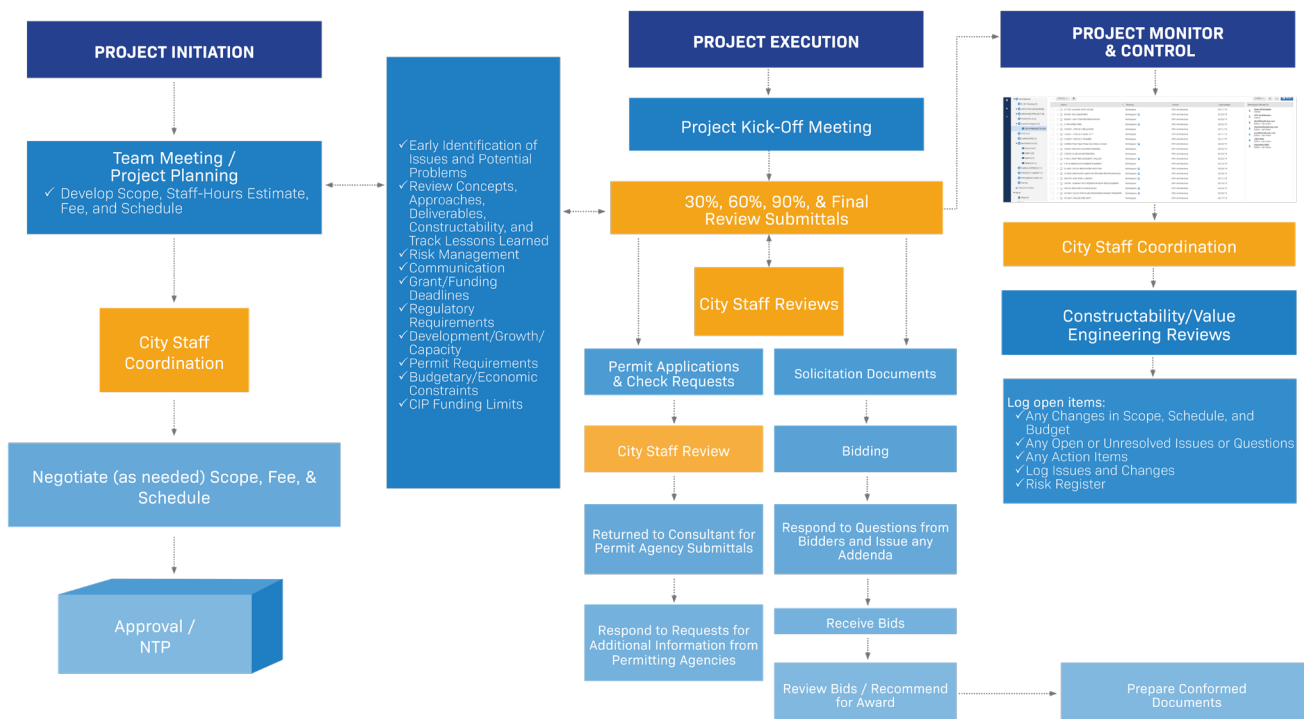 PROJECT INITIATION
Team Meeting /
Project Planning
✓ Develop Scope, Staff-Hours Estimate,
Fee, and Schedule
City Staff
Coordination
Negotiate (as needed) Scope, Fee, &
Schedule
Approval /
NTP
✓ Early Identification of
Issues and Potential
Problems
✓ Review Concepts,
Approaches,
Deliverables,
Constructability, and
Track Lessons Learned
✓ Risk Management
✓ Communication
✓ Grant/Funding
Deadlines
✓ Regulatory
Requirements
✓ Development/Growth/
Capacity
✓ Permit Requirements
✓ Budgetary/Economic
Constraints
✓ CIP Funding Limits
PROJECT EXECUTION
Project Kick-Off Meeting
30%, 60%, 90%, & Final
Review Submittals
City Staff Reviews
Permit Applications
& Check Requests
City Staff Review
Returned to Consultant for
Permit Agency Submittals
Respond to Requests for
Additional Information from
Permitting Agencies
Solicitation Documents
Bidding
Respond to Questions from
Bidders and Issue any
Addenda
Receive Bids
Review Bids / Recommend
for Award
Prepare Conformed
Documents
PROJECT MONITOR
& CONTROL
City Staff Coordination
Constructability/Value
Engineering Reviews
Log open items:
✓ Any Changes in Scope, Schedule, and
Budget
✓ Any Open or Unresolved Issues or Questions
✓ Any Action Items
✓ Log Issues and Changes
✓ Risk Register